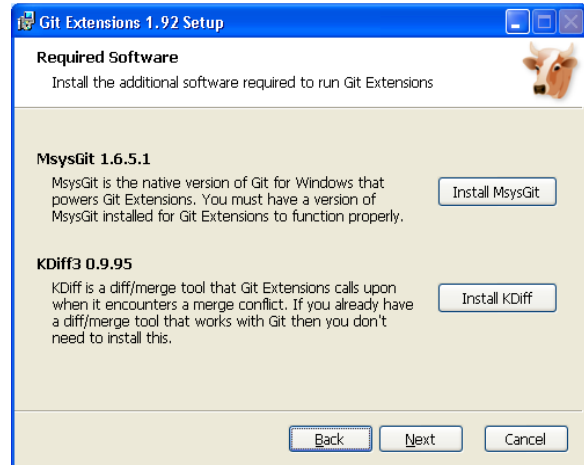 Git Extensions 1.92 Setup
Required Software
Install the additional software required to run Git Extensions
MsysGit 1.6.5.1
MsysGit is the native version of Git for Windows that
powers Git Extensions. You must have a version of
MsysGit installed for Git Extensions to function properly.
Install MsysGit
KDiff3 0.9.95
KDiff is a diff/merge tool that Git Extensions calls upon
when it encounters a merge conflict. If you already have
a diff/merge tool that works with Git then you don't
need to install this.
Install KDiff
Back Next Cancel